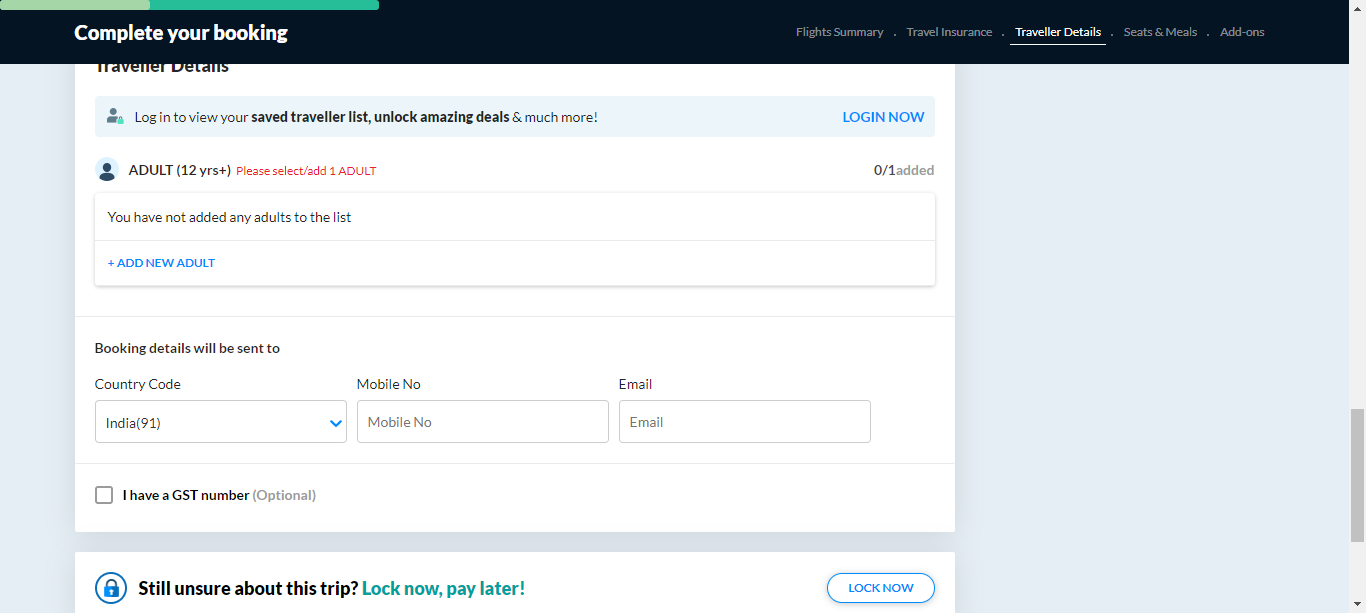 Complete your booking
Flights Summary . Travel Insurance . Traveller Details . Seats & Meals . Add-ons
Traveller Details
Log in to view your saved traveller list, unlock amazing deals & much more!
LOGIN NOW
ADULT (12 yrs+) Please select/add 1 ADULT
0/1added
You have not added any adults to the list
+ ADD NEW ADULT
Booking details will be sent to
Country Code
Mobile No
Email
India(91)
Mobile No
Email
I have a GST number (Optional)
Still unsure about this trip? Lock now, pay later!
LOCK NOW